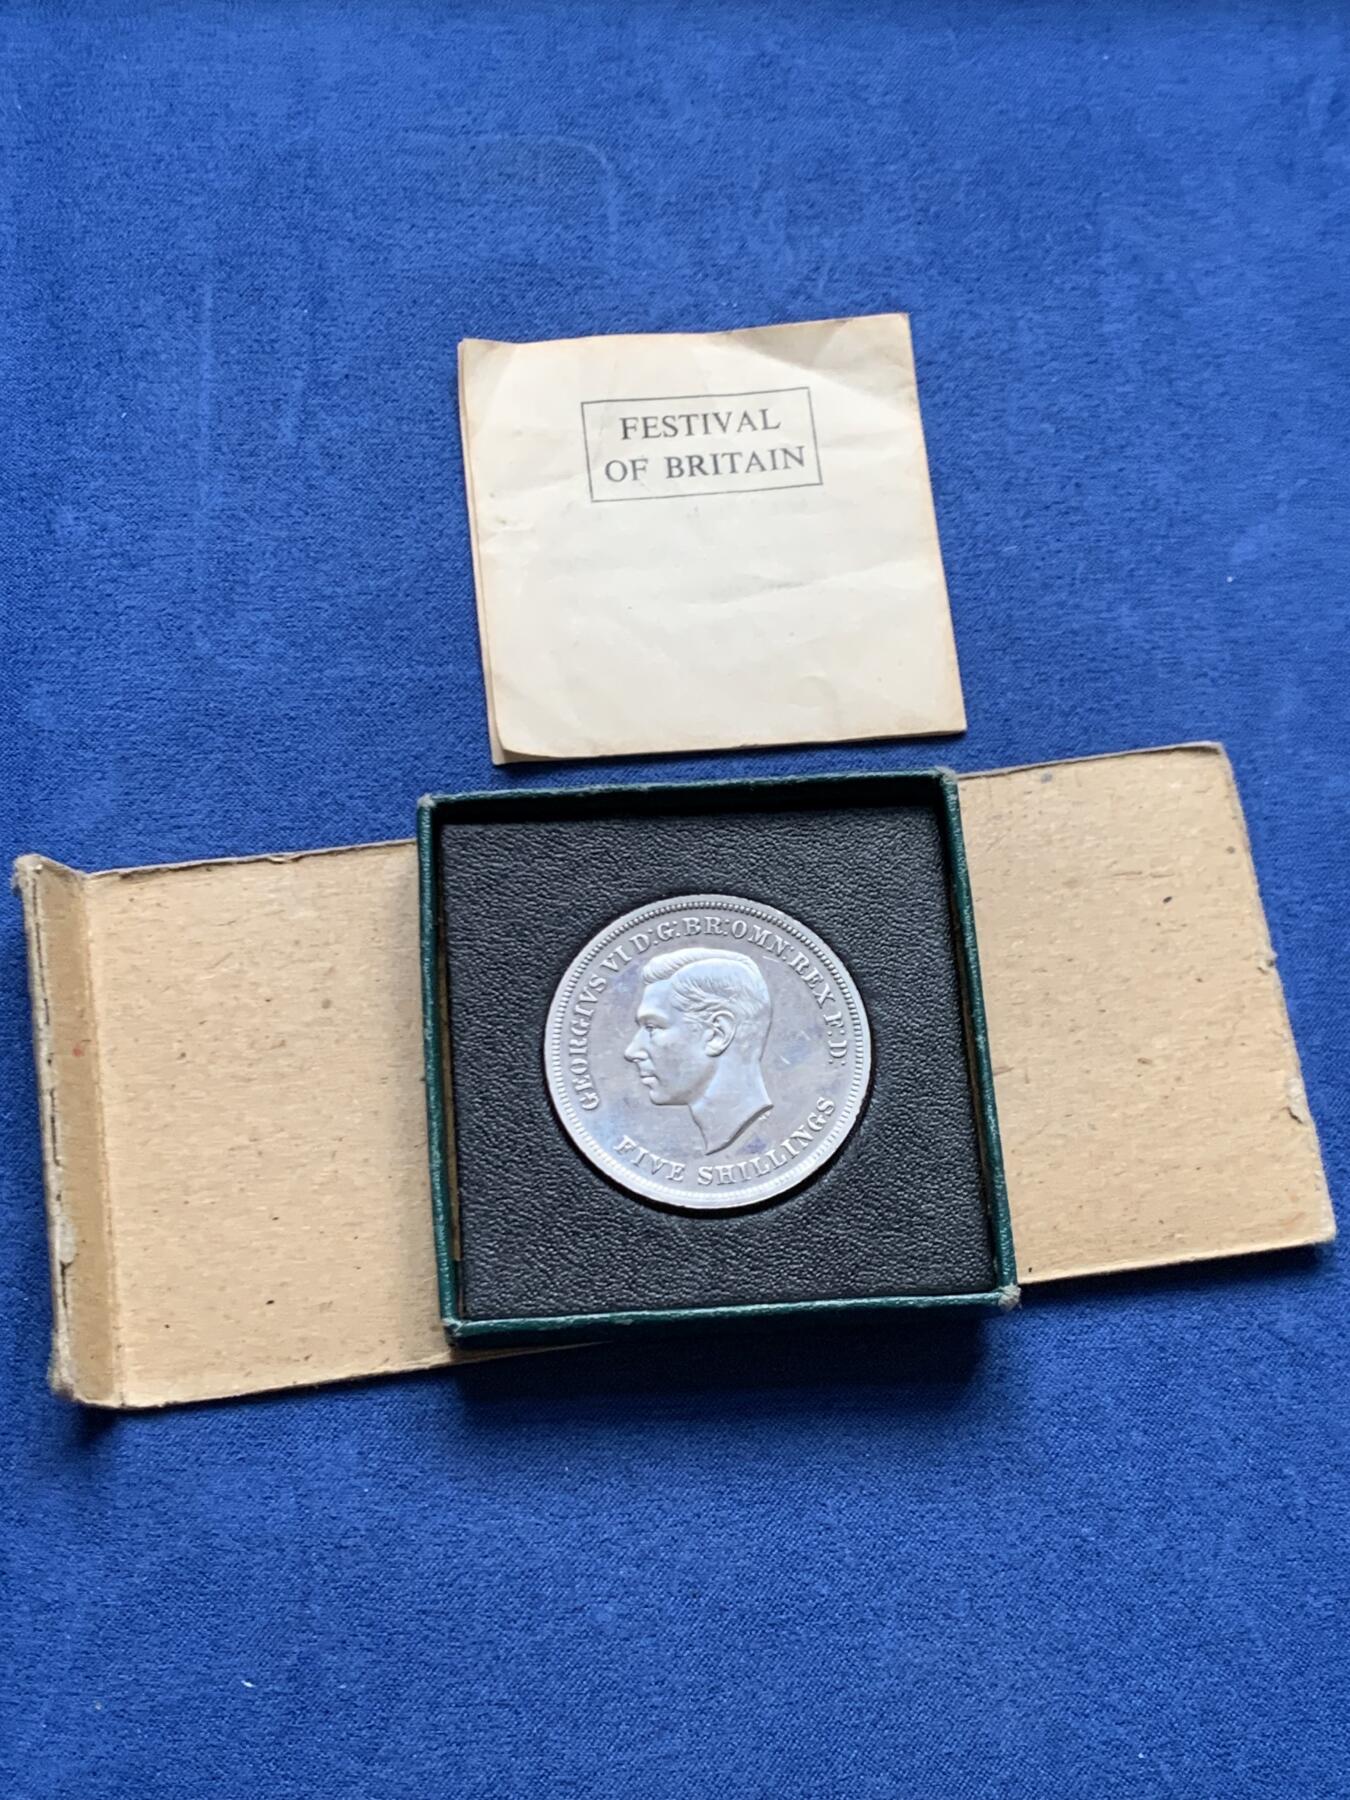 FESTIVAL
OF BRITAIN
GEORGIVS VI D:G:BR:OMN:REX F:D:
FIVE SHILLINGS